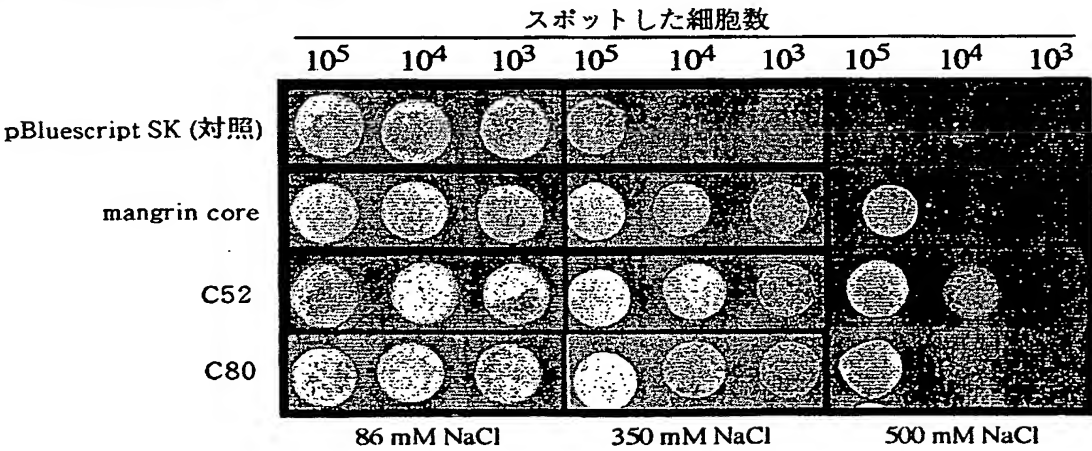 スポットした細胞数
10⁵ 10⁴ 10³ 10⁵ 10⁴ 10³ 10⁵ 10⁴ 10³
pBluescript SK (対照)
mangrin core
C52
C80
86 mM NaCl 350 mM NaCl 500 mM NaCl